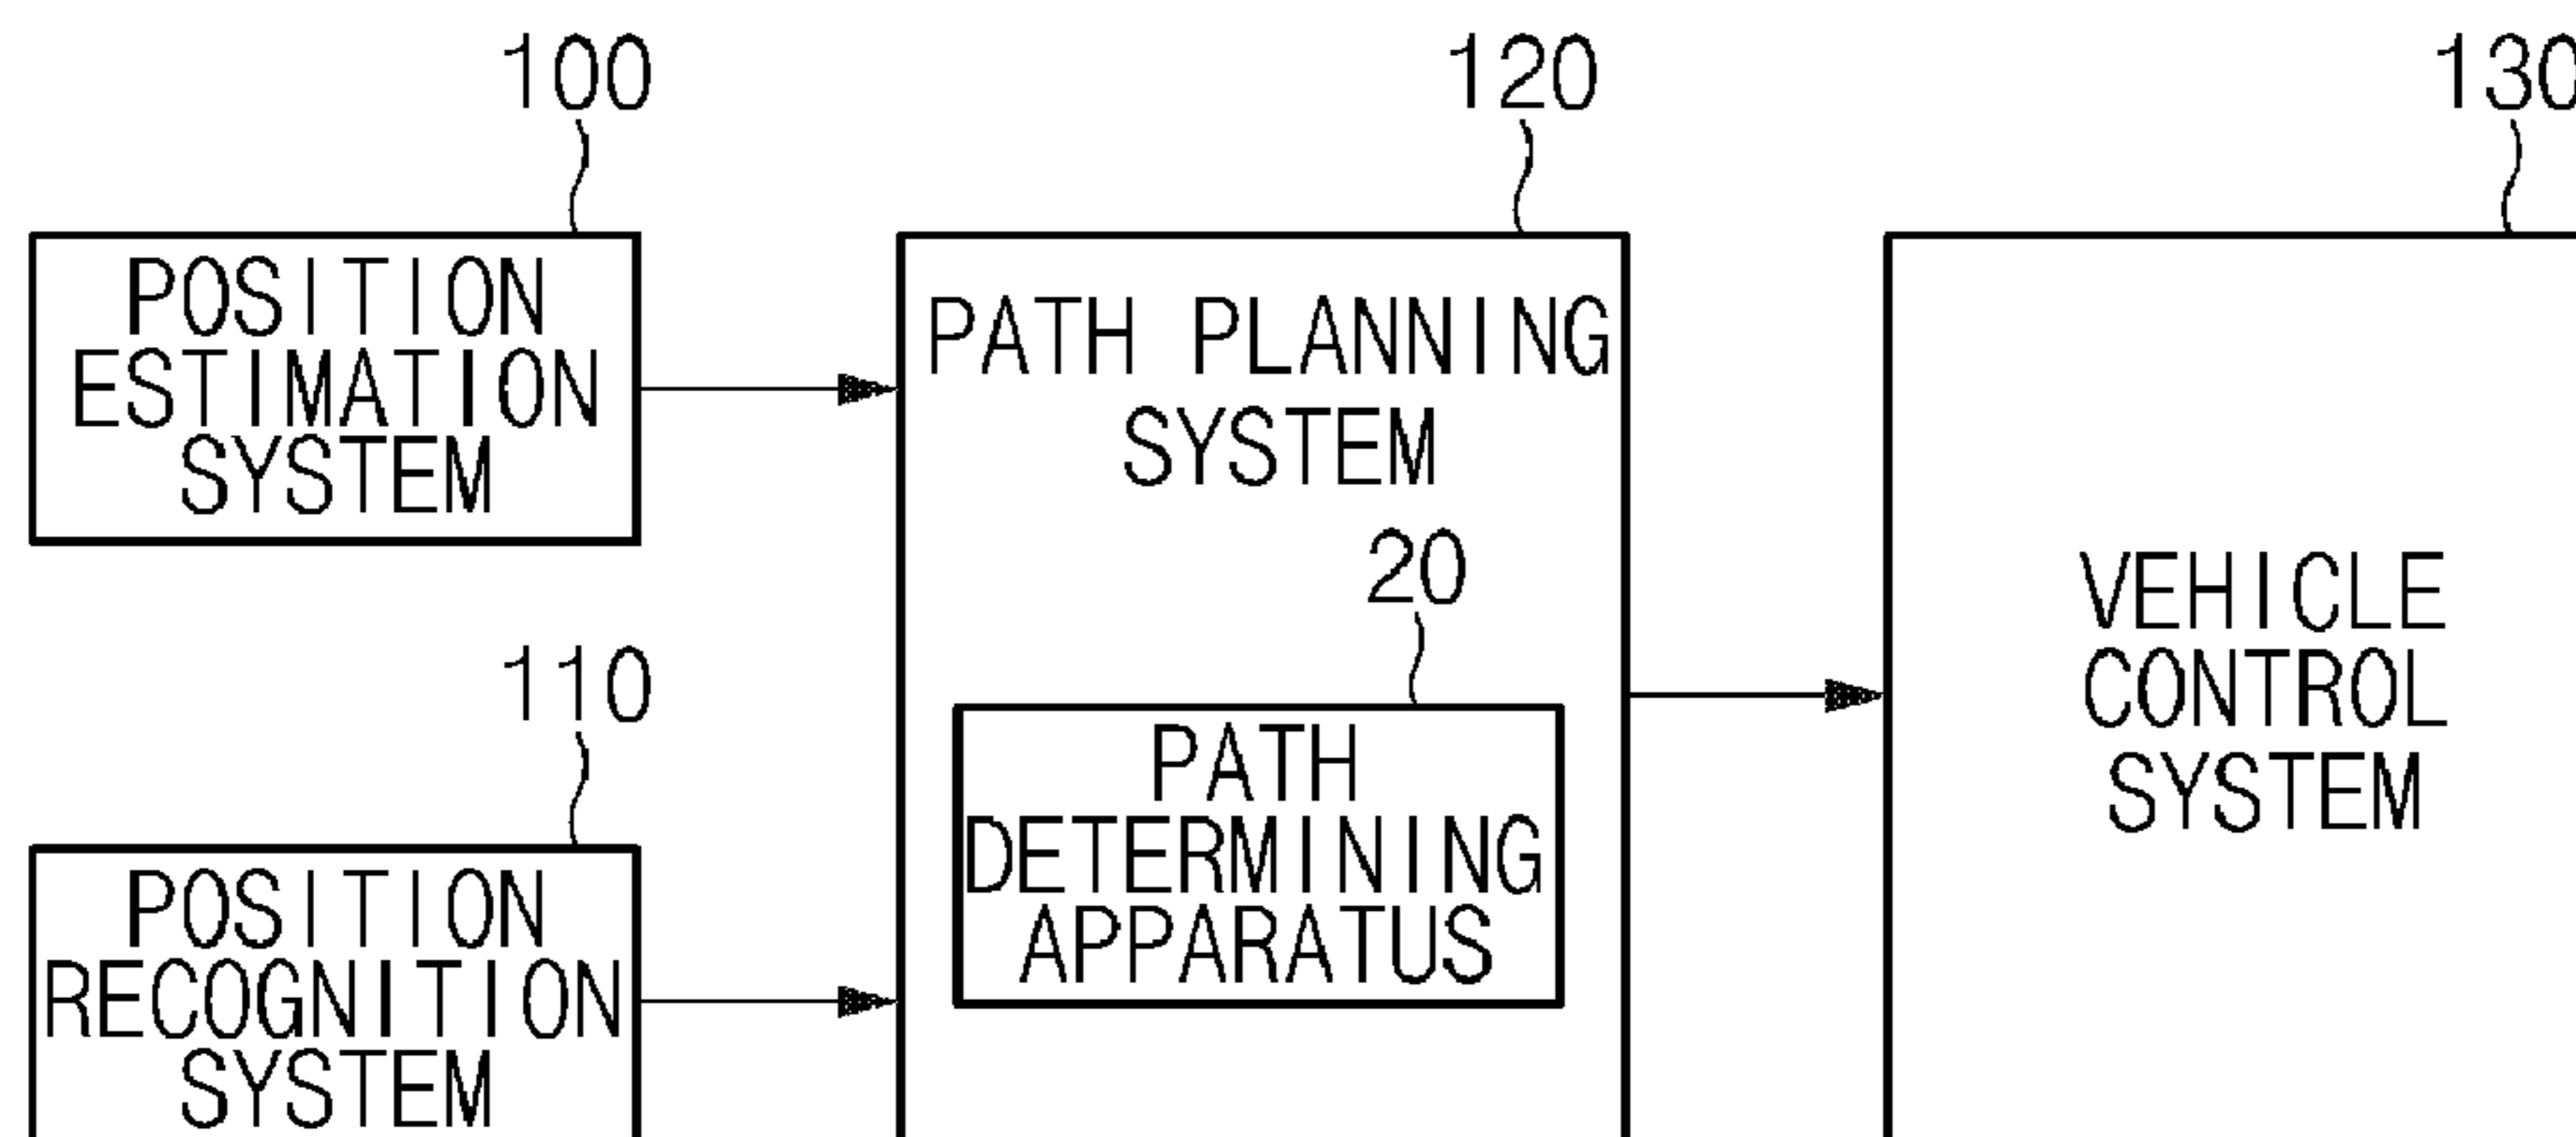 100
POSITION
ESTIMATION
SYSTEM
110
POSITION
RECOGNITION
SYSTEM
120
PATH PLANNING
SYSTEM
20
PATH
DETERMINING
APPARATUS
130
VEHICLE
CONTROL
SYSTEM